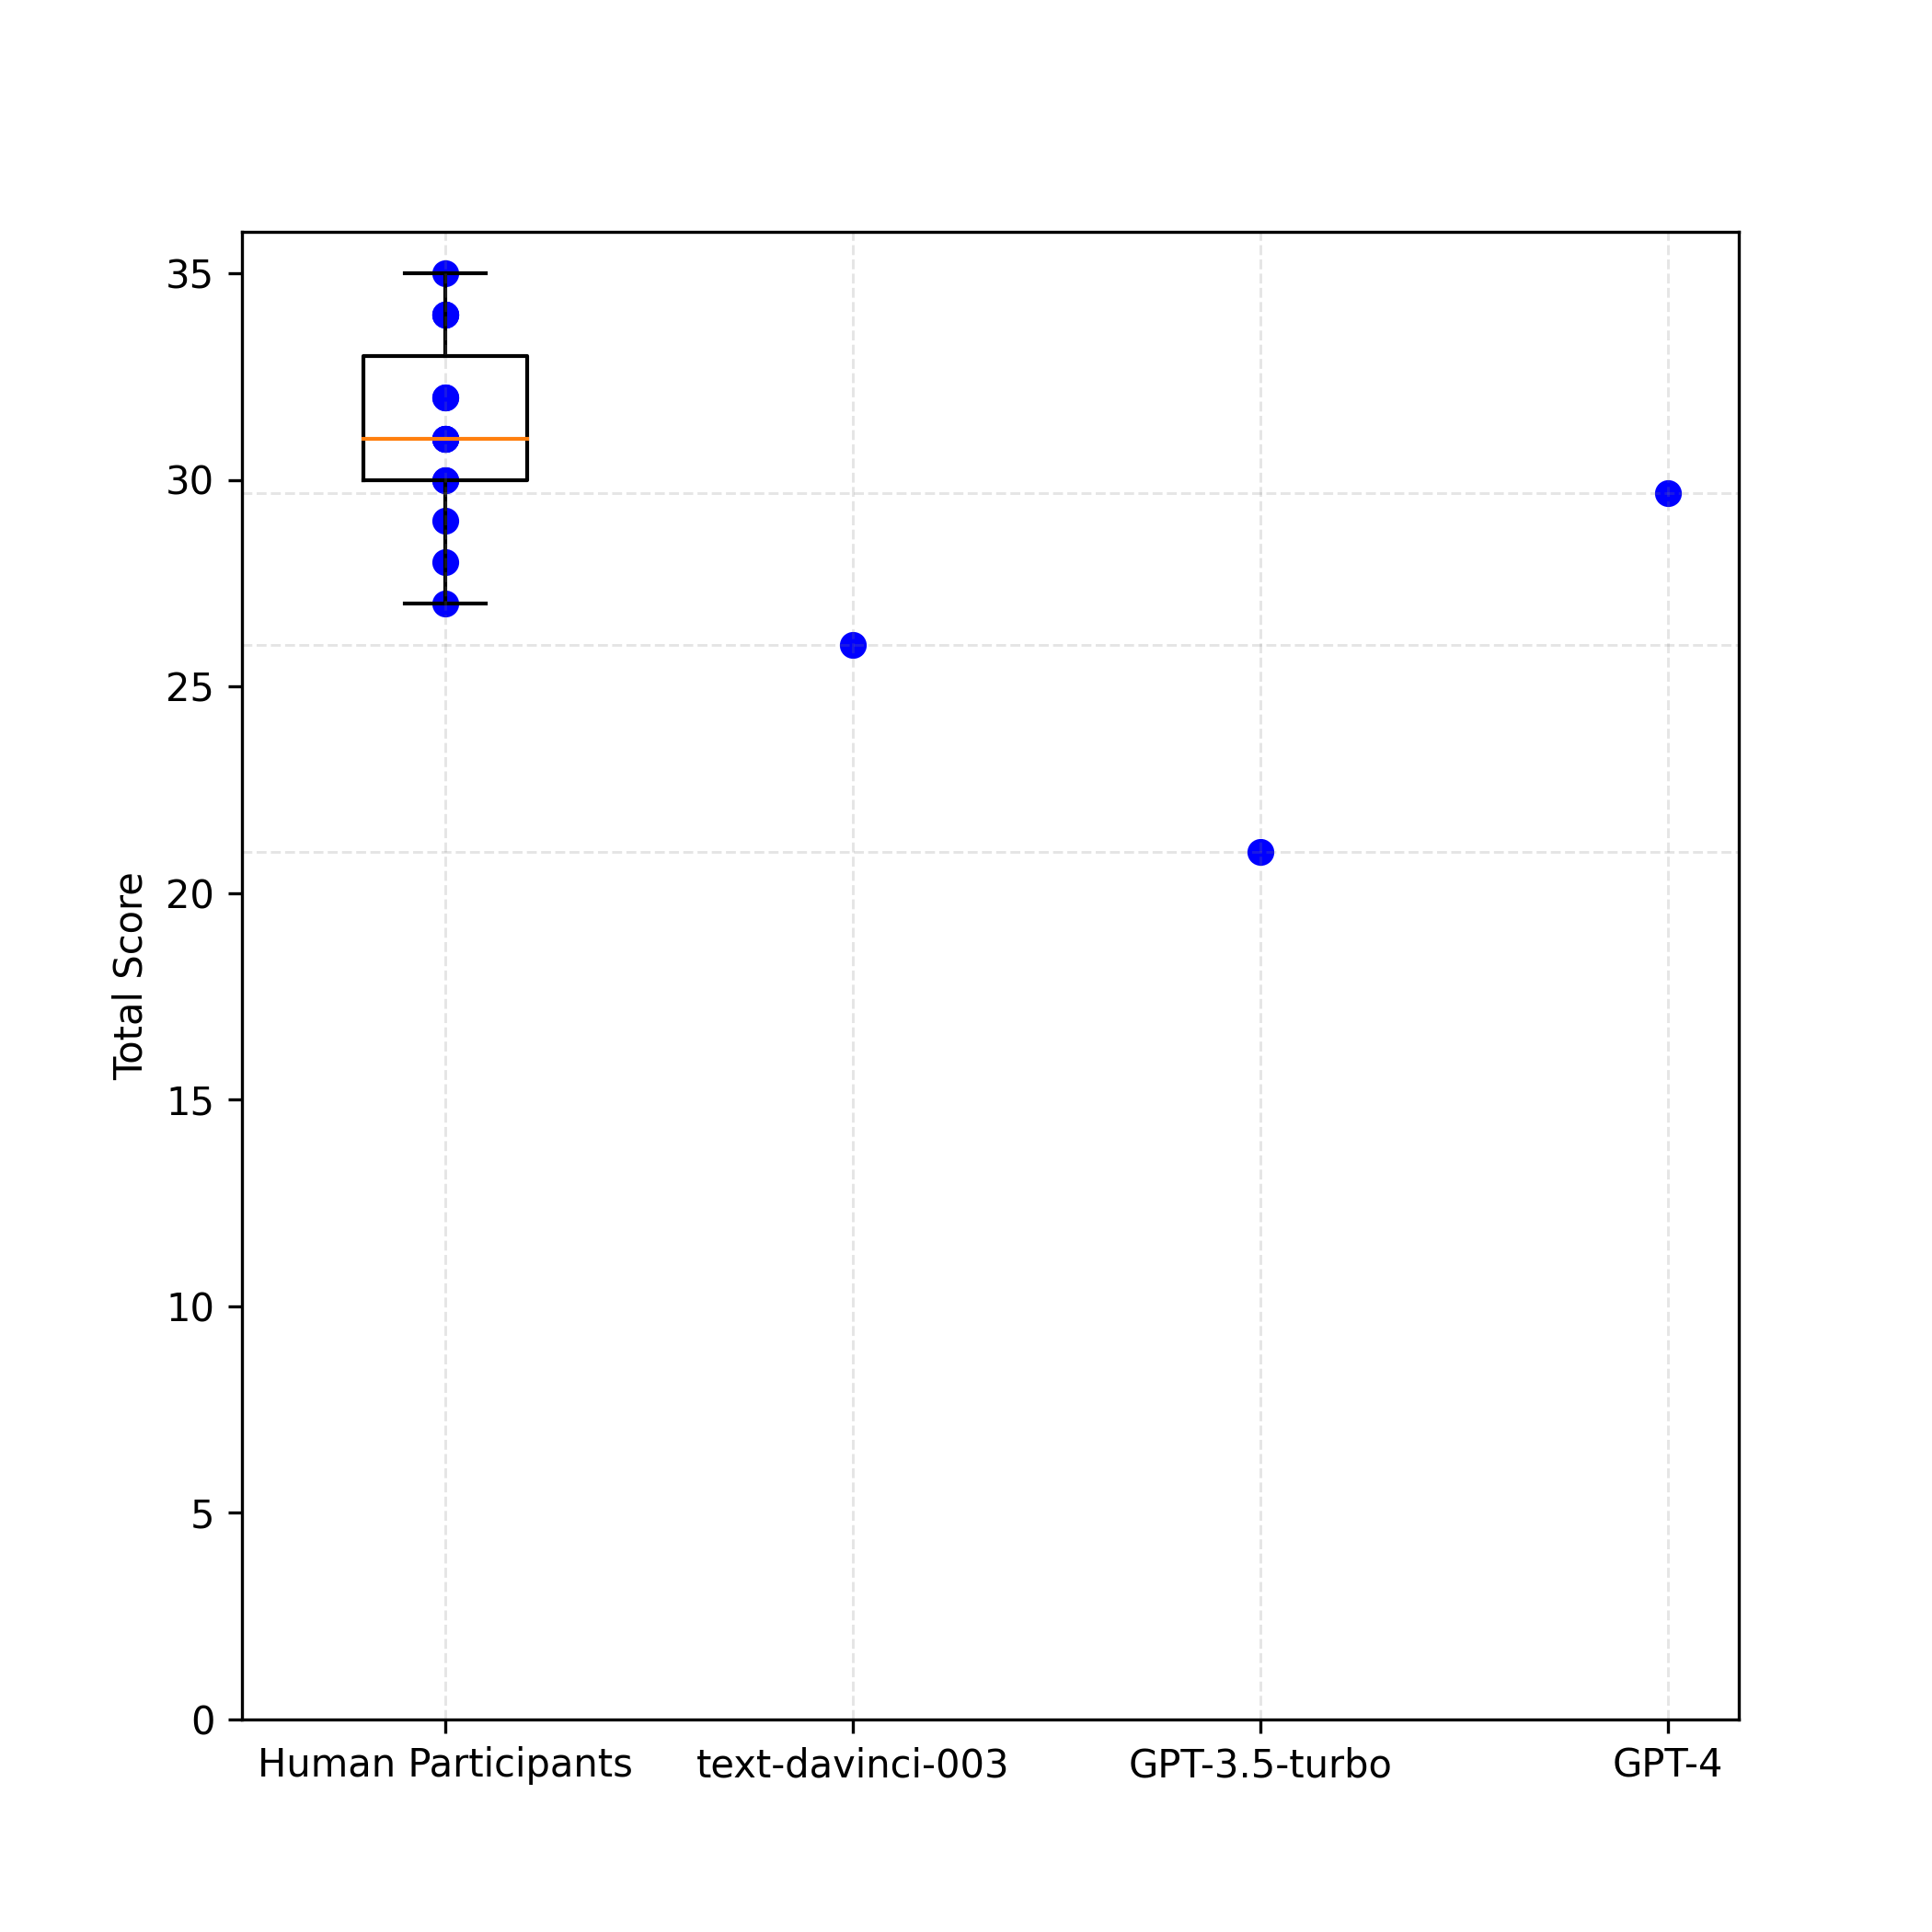 35
30
25
20
15
10
5
0
Total Score
Human Participants
text-davinci-003
GPT-3.5-turbo
GPT-4